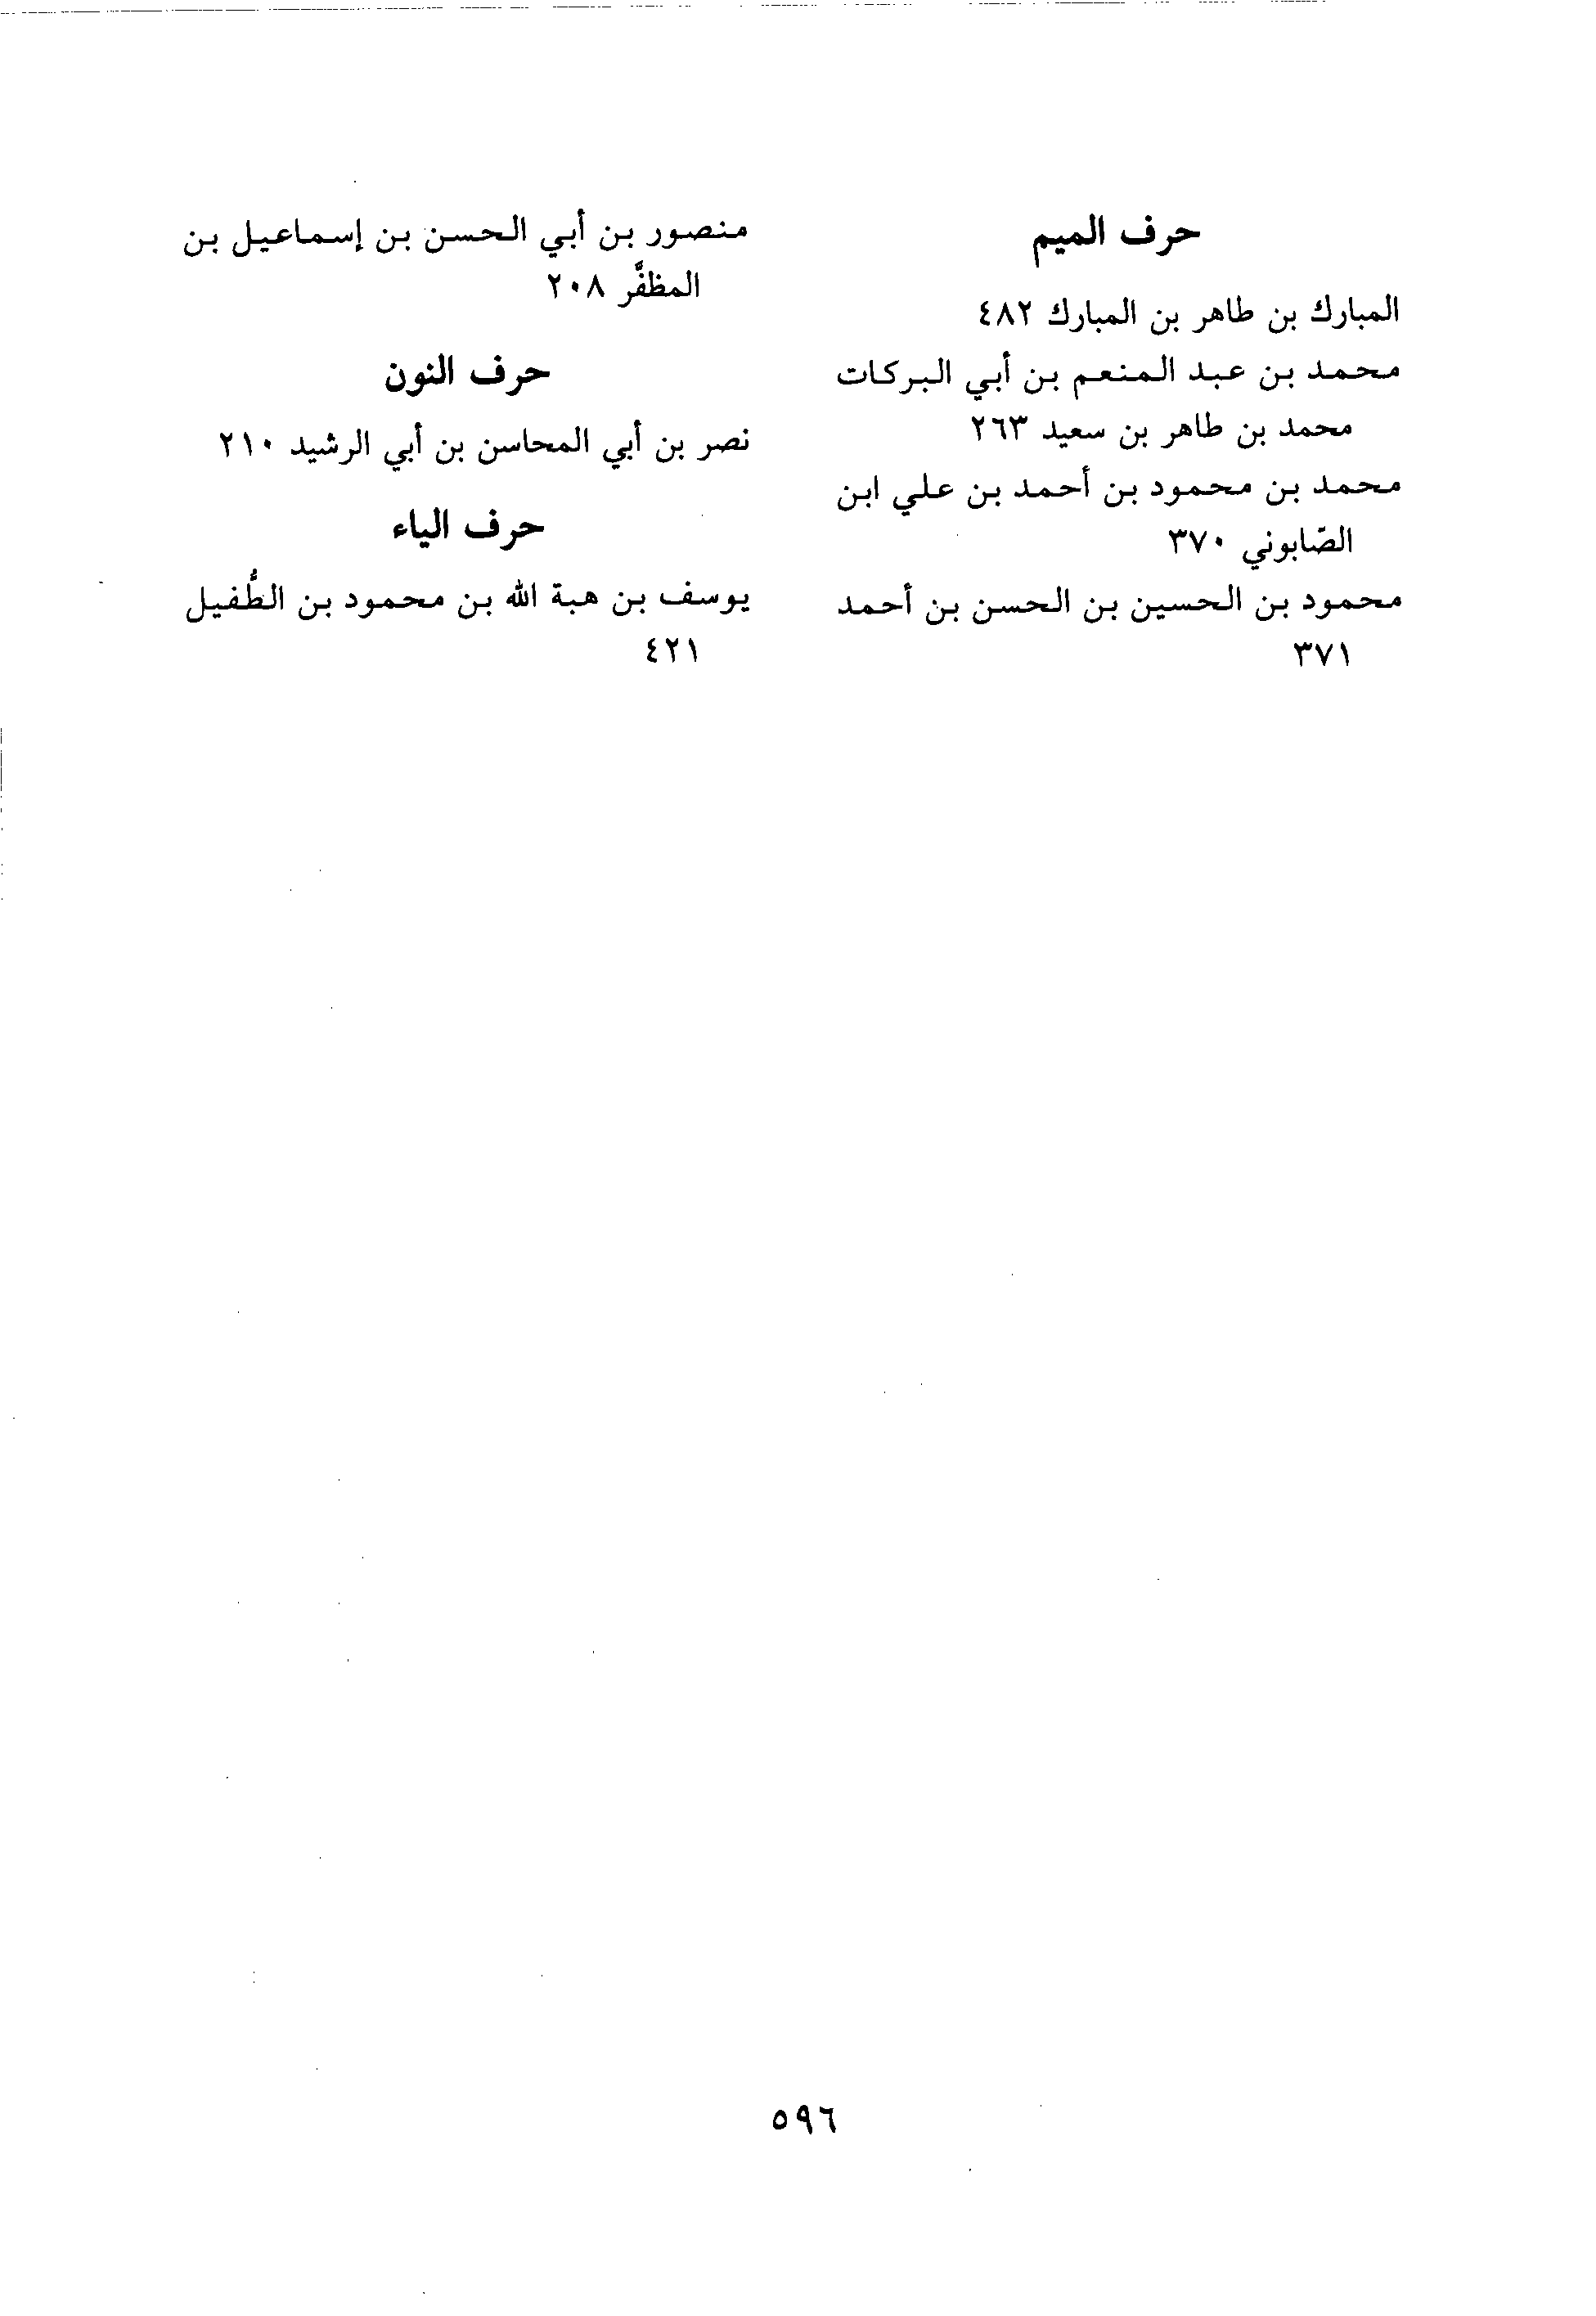 حرف الميم
المبارك بن طاهر بن المبارك ٤٨٢
محمد بن عبد المنعم بن أبي البركات
محمد بن طاهر بن سعيد ٢٦٣
محمد بن محمود بن أحمد بن علي ابن
الصّابوني ٣٧٠
محمود بن الحسين بن الحسن بن أحمد
٣٧١
منصور بن أبي الحسن بن إسماعيل بن
المظفَّر ٢٠٨
حرف النون
نصر بن أبي المحاسن بن أبي الرشيد ٢١٠
حرف الياء
يوسف بن هبة الله بن محمود بن الطُّفيل
٤٢١
٥٩٦